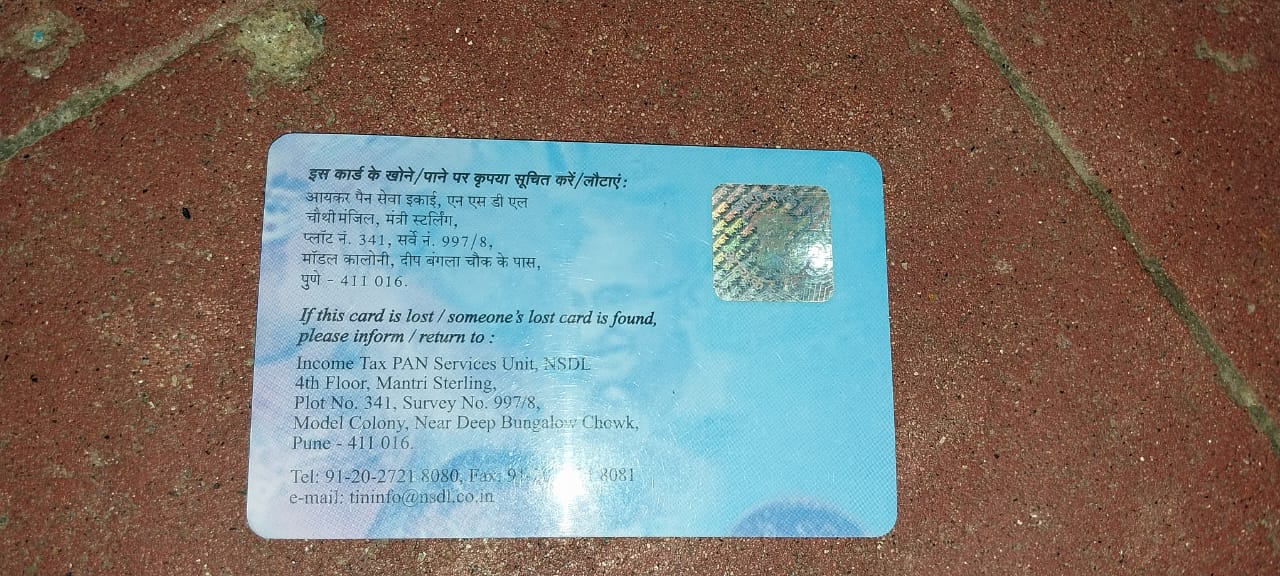 इस कार्ड के खोने/पाने पर कृपया सूचित करें/लौटाएं:
आयकर पैन सेवा इकाई, एन एस डी एल
चौथी मंजिल, मंत्री स्टर्लिंग,
प्लॉट नं. 341, सर्वे नं. 997/8,
मॉडल कालोनी, दीप बंगला चौक के पास,
पुणे - 411 016.
If this card is lost / someone's lost card is found,
please inform / return to :
Income Tax PAN Services Unit, NSDL
4th Floor, Mantri Sterling,
Plot No. 341, Survey No. 997/8,
Model Colony, Near Deep Bungalow Chowk,
Pune - 411 016.
Tel: 91-20-2721 8080, Fax: 8081
e-mail: tininfo@nsdl.co.in